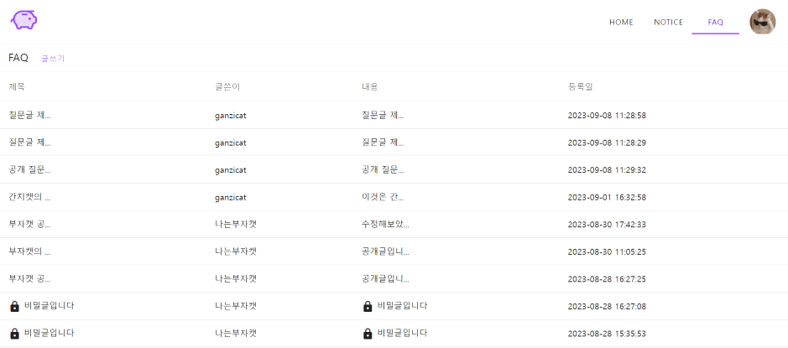 HOME NOTICE FAQ
FAQ 글쓰기
제목 글쓴이 내용 등록일
질문글 제... ganzicat 질문글 제... 2023-09-08 11:28:58
질문글 제... ganzicat 질문글 제... 2023-09-08 11:28:29
공개 질문... ganzicat 공개 질문... 2023-09-08 11:29:32
간지캣의 ... ganzicat 이것은 간... 2023-09-01 16:32:58
부자캣 공... 나는부자캣 수정해보았... 2023-08-30 17:42:33
부자캣의 ... 나는부자캣 공개글입니... 2023-08-30 11:05:25
부자캣 공... 나는부자캣 공개글입니... 2023-08-28 16:27:25
비밀글입니다 나는부자캣 비밀글입니다 2023-08-28 16:27:08
비밀글입니다 나는부자캣 비밀글입니다 2023-08-28 15:35:53